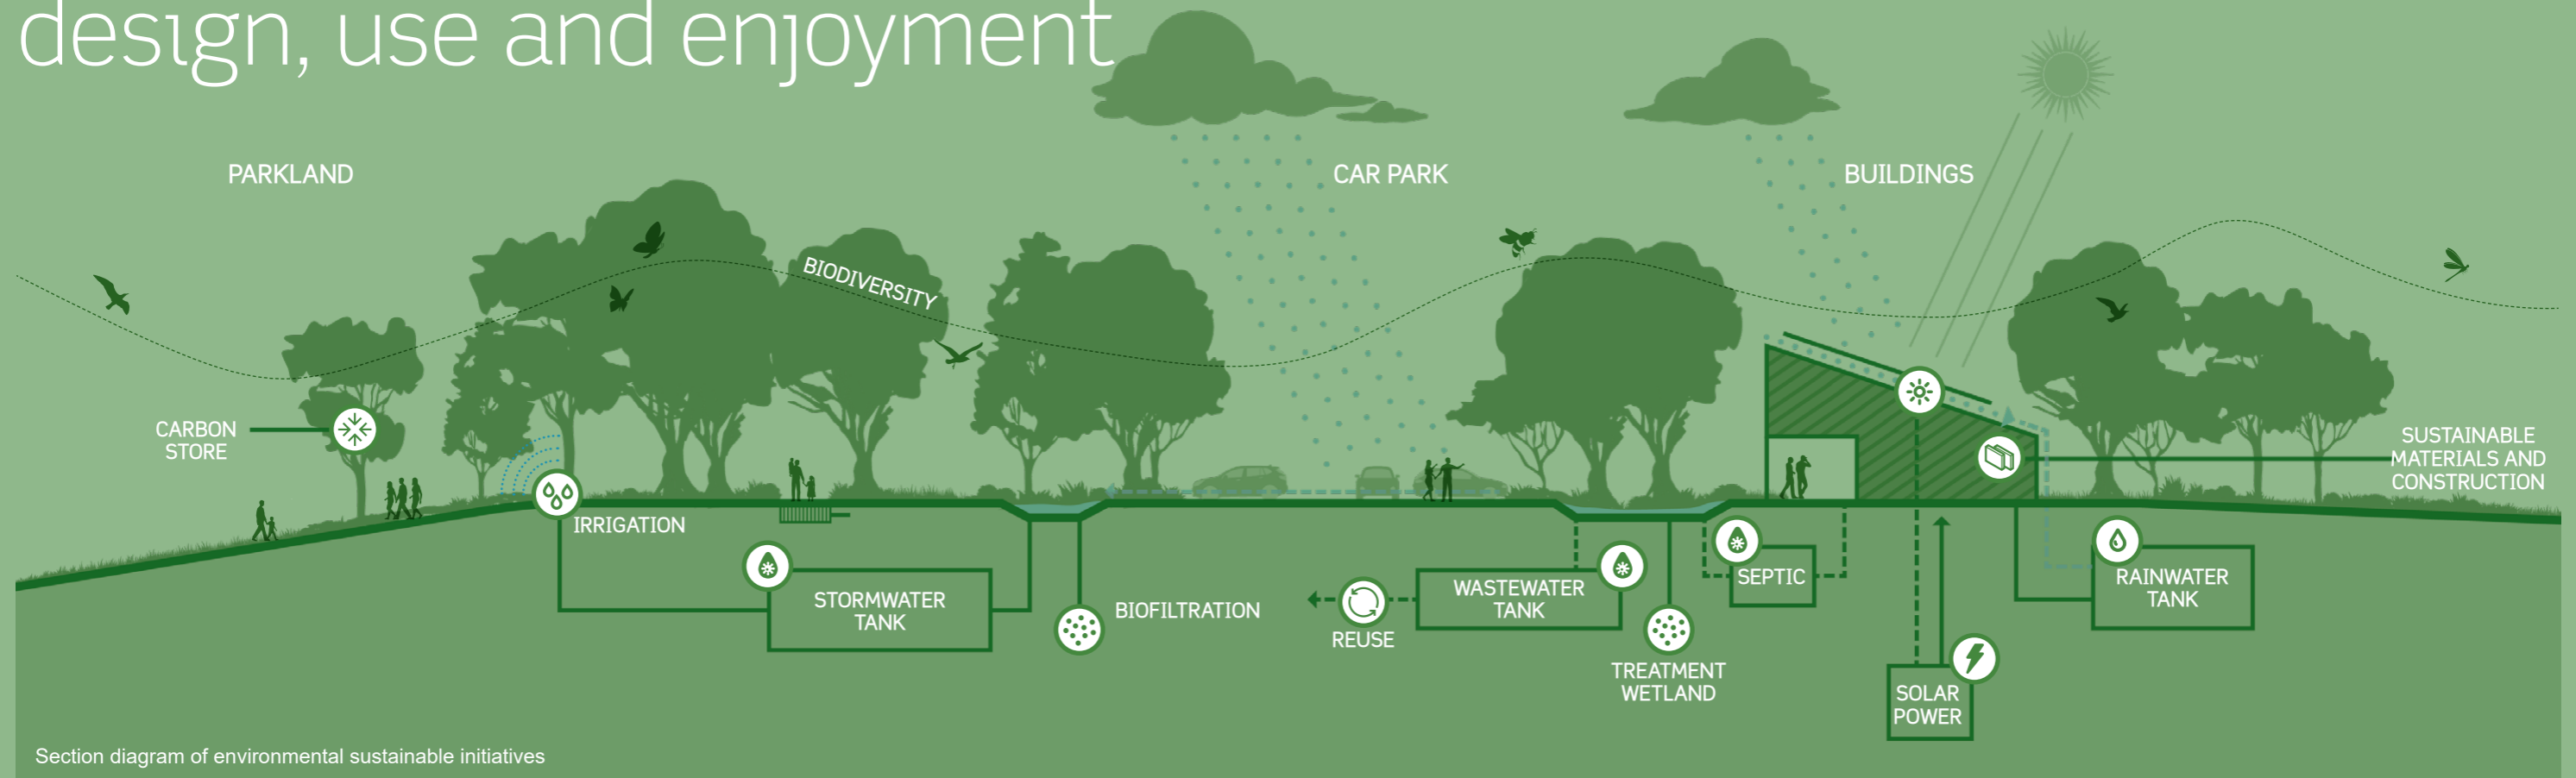 design, use and enjoyment
PARKLAND
CAR PARK
BUILDINGS
BIODIVERSITY
CARBON
STORE
SUSTAINABLE
MATERIALS AND
CONSTRUCTION
IRRIGATION
STORMWATER
TANK
BIOFILTRATION
REUSE
WASTEWATER
TANK
TREATMENT
WETLAND
SEPTIC
SOLAR
POWER
RAINWATER
TANK
Section diagram of environmental sustainable initiatives